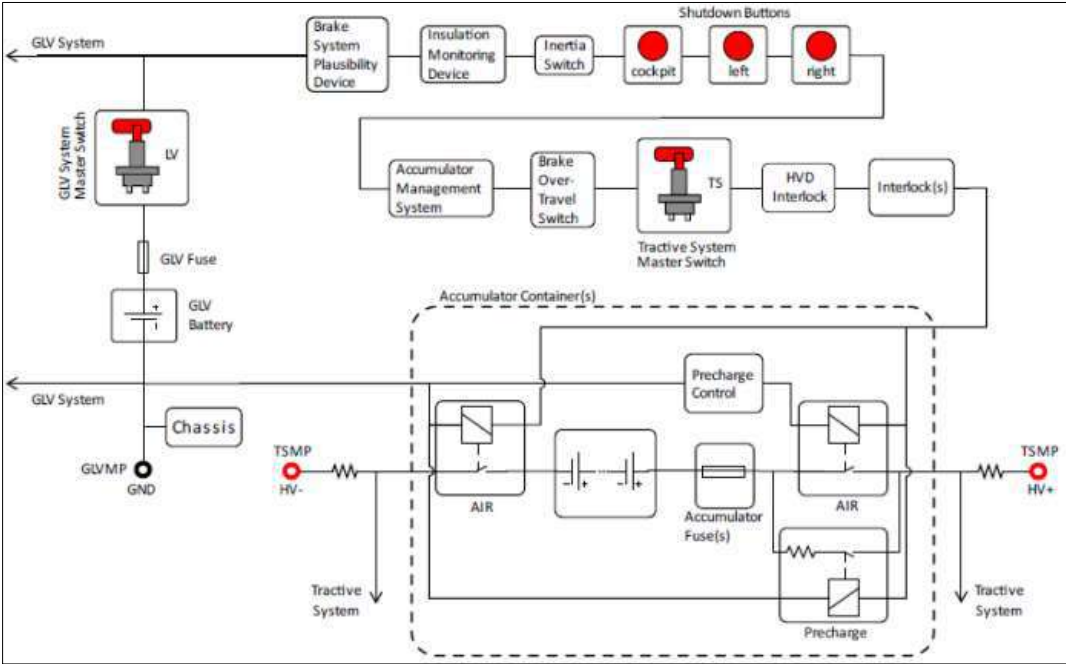 Shutdown Buttons
GLV System
Brake
System
Plausibility
Device
Insulation
Monitoring
Device
Inertia
Switch
cockpit
left
right
GLV System
Master Switch
LV
Accumulator
Management
System
Brake
Over-
Travel
Switch
TS
HVD
Interlock
Interlock(s)
Tractive System
Master Switch
GLV Fuse
GLV
Battery
Accumulator Container(s)
GLV System
Precharge
Control
Chassis
GLVMP
GND
TSMP
HV-
AIR
Accumulator
Fuse(s)
AIR
TSMP
HV+
Tractive
System
Tractive
System
Precharge